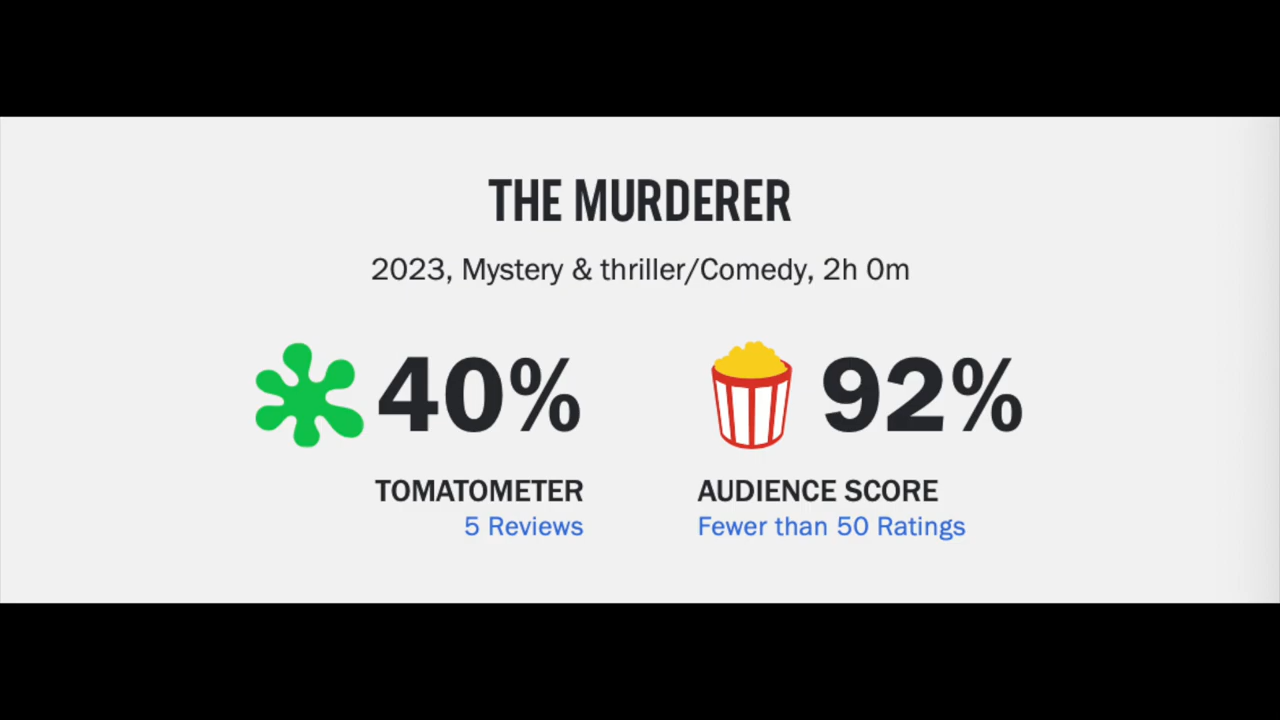 THE MURDERER
2023, Mystery & thriller/Comedy, 2h 0m
40% 92%
TOMATOMETER AUDIENCE SCORE
5 Reviews Fewer than 50 Ratings